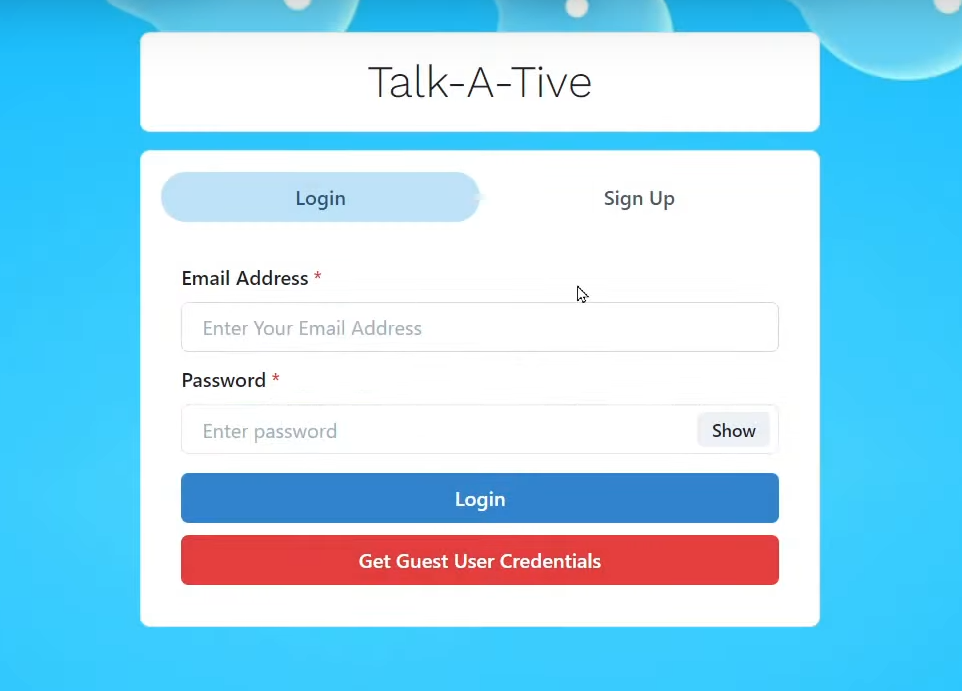 Talk-A-Tive
Login
Sign Up
Email Address *
Enter Your Email Address
Password *
Enter password
Show
Login
Get Guest User Credentials